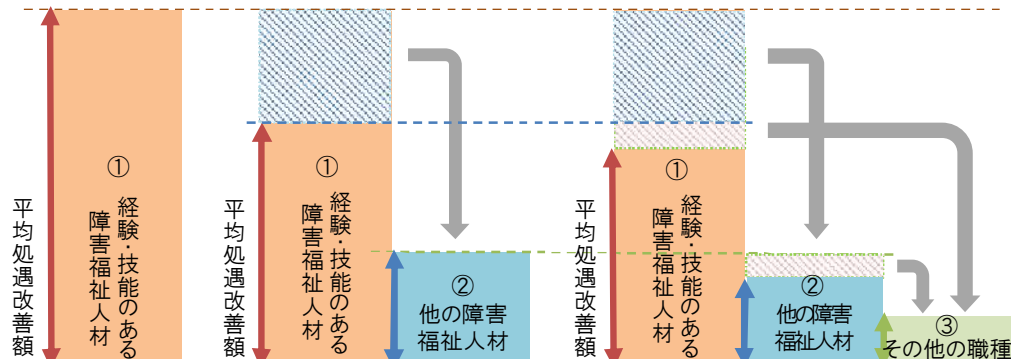 平均処遇改善額
①
経験・技能のある
障害福祉人材
平均処遇改善額
①
経験・技能のある
障害福祉人材
②
他の障害
福祉人材
平均処遇改善額
①
経験・技能のある
障害福祉人材
②
他の障害
福祉人材
③
その他の職種